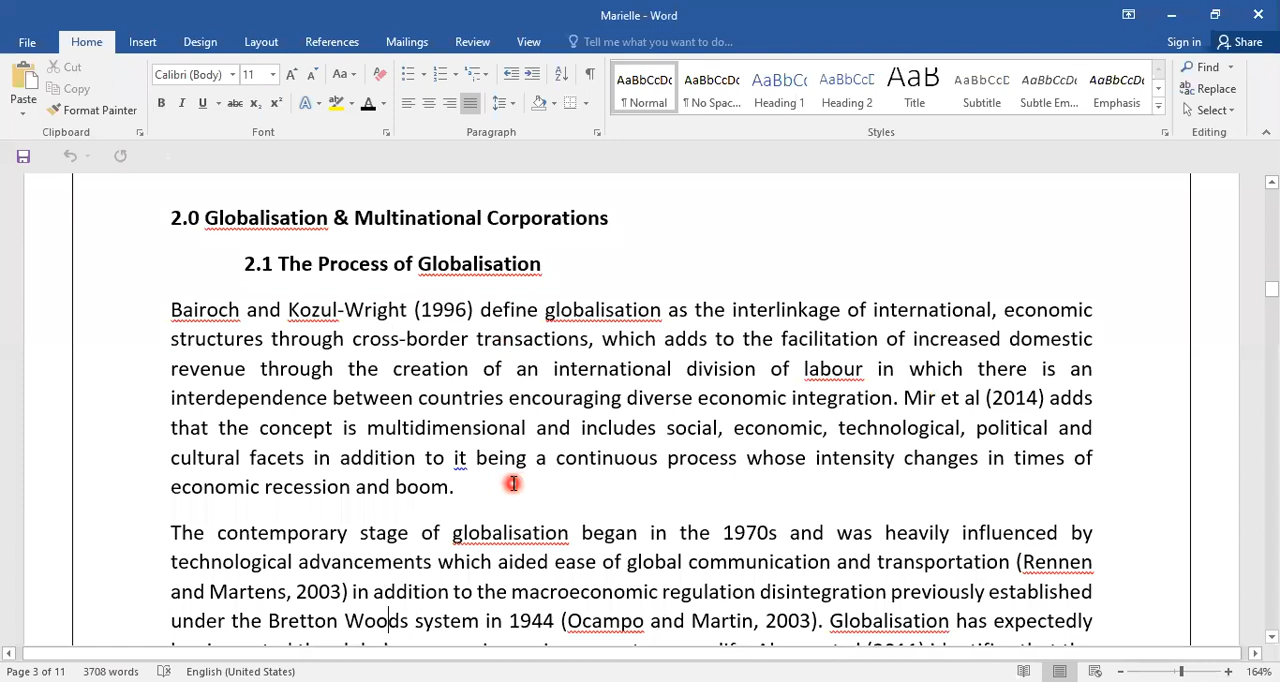 Marielle - Word
File Home Insert Design Layout References Mailings Review View Tell me what you want to do... Sign in Share
Cut
Copy
Format Painter
Paste
Clipboard
Calibri (Body) 11
Font
Paragraph
AaBbCcDc AaBbCcDc AaBbCc AaBbCcE AaB AaBbCcD AaBbCcDc AaBbCcDc
¶ Normal ¶ No Spac... Heading 1 Heading 2 Title Subtitle Subtle Em... Emphasis
Styles
Find
Replace
Select
Editing
2.0 Globalisation & Multinational Corporations
2.1 The Process of Globalisation
Bairoch and Kozul-Wright (1996) define globalisation as the interlinkage of international, economic
structures through cross-border transactions, which adds to the facilitation of increased domestic
revenue through the creation of an international division of labour in which there is an
interdependence between countries encouraging diverse economic integration. Mir et al (2014) adds
that the concept is multidimensional and includes social, economic, technological, political and
cultural facets in addition to it being a continuous process whose intensity changes in times of
economic recession and boom.
The contemporary stage of globalisation began in the 1970s and was heavily influenced by
technological advancements which aided ease of global communication and transportation (Rennen
and Martens, 2003) in addition to the macroeconomic regulation disintegration previously established
under the Bretton Woods system in 1944 (Ocampo and Martin, 2003). Globalisation has expectedly
Page 3 of 11 3708 words English (United States) 164%